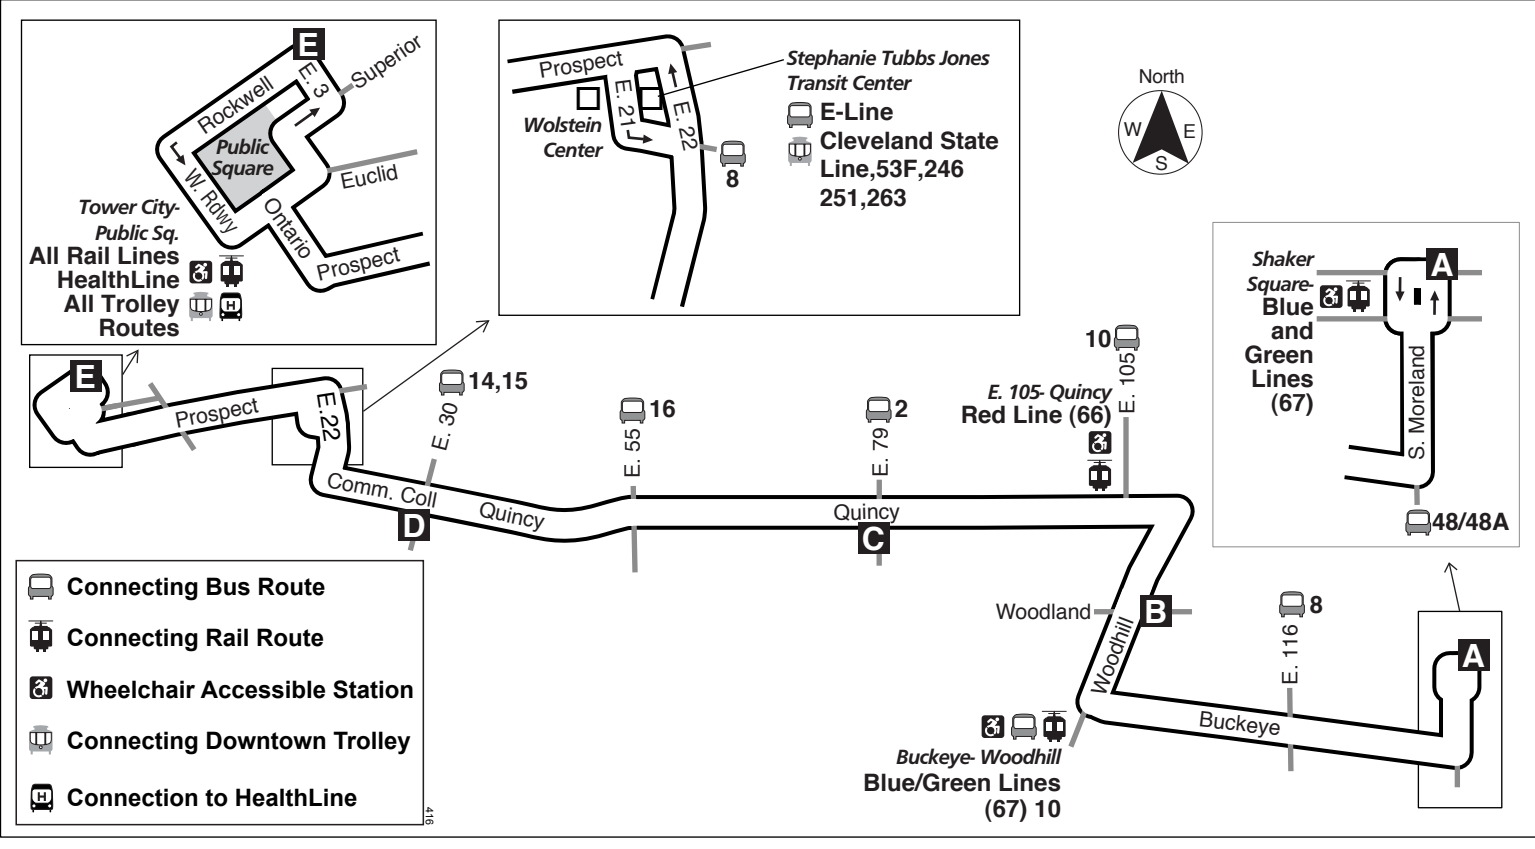 E
Superior
E. 3
Rockwell
Public
Square
W. Rdwy
Euclid
Ontario
Prospect
Tower City-
Public Sq.
All Rail Lines
HealthLine
All Trolley
Routes
H
Prospect
E. 21
E. 22
Wolstein
Center
8
Stephanie Tubbs Jones
Transit Center
E-Line
Cleveland State
Line,53F,246
251,263
North
W
E
S
Shaker
Square-
Blue
and
Green
Lines
(67)
A
S. Moreland
48/48A
E
Prospect
E.22
14,15
E. 30
Comm. Coll
D
Quincy
16
E. 55
2
E. 79
Quincy
C
10
E. 105
E. 105- Quincy
Red Line (66)
Woodland
B
Woodhill
Buckeye- Woodhill
Blue/Green Lines
(67) 10
Buckeye
8
E. 116
A
Connecting Bus Route
Connecting Rail Route
Wheelchair Accessible Station
Connecting Downtown Trolley
H
Connection to HealthLine
416